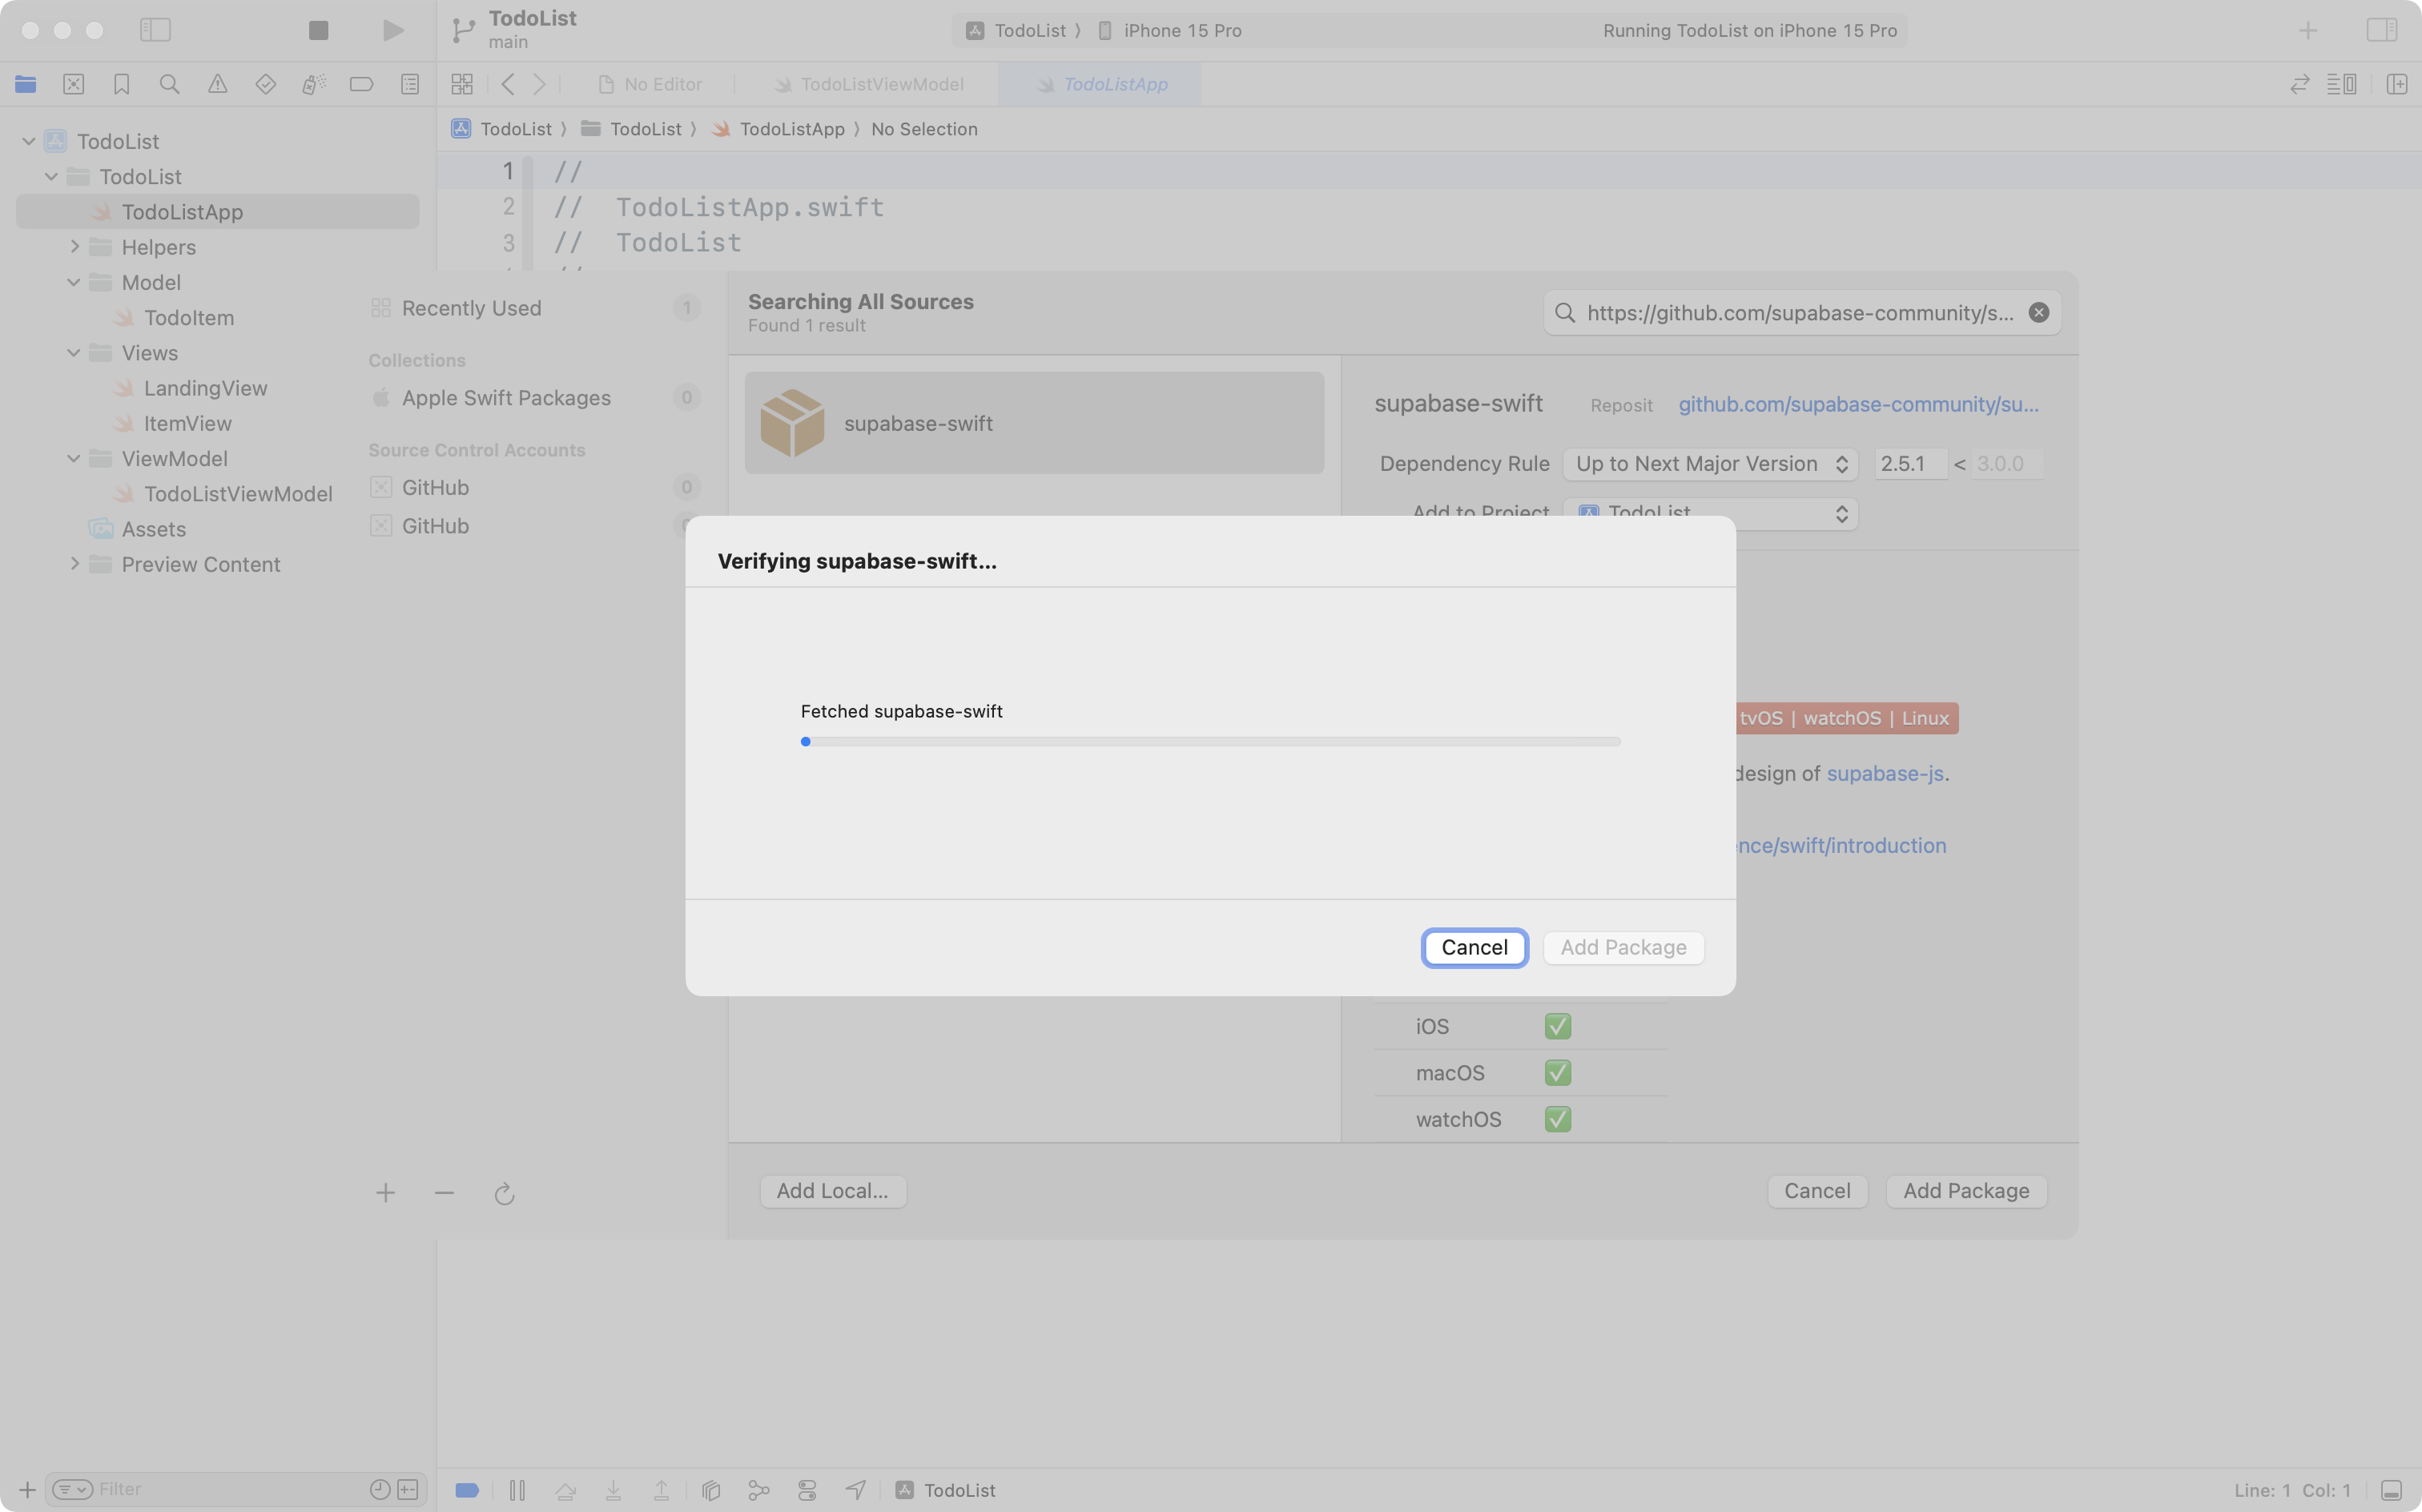 TodoList
main
TodoList 〉 iPhone 15 Pro
Running TodoList on iPhone 15 Pro
No Editor
TodoListViewModel
TodoListApp
TodoList 〉 TodoList 〉 TodoListApp 〉 No Selection
TodoList
TodoList
TodoListApp
Helpers
Model
TodoItem
Views
LandingView
ItemView
ViewModel
TodoListViewModel
Assets
Preview Content
1 //
2 // TodoListApp.swift
3 // TodoList
Recently Used 1
Collections
Apple Swift Packages 0
Source Control Accounts
GitHub 0
GitHub
Searching All Sources
Found 1 result
https://github.com/supabase-community/s...
supabase-swift
supabase-swift
Reposit
github.com/supabase-community/su...
Dependency Rule Up to Next Major Version 2.5.1 < 3.0.0
Add to Project TodoList
Verifying supabase-swift...
Fetched supabase-swift
Cancel
Add Package
tvOS | watchOS | Linux
design of supabase-js.
nce/swift/introduction
iOS ✅
macOS ✅
watchOS ✅
Add Local...
Cancel
Add Package
Filter
TodoList
Line: 1 Col: 1